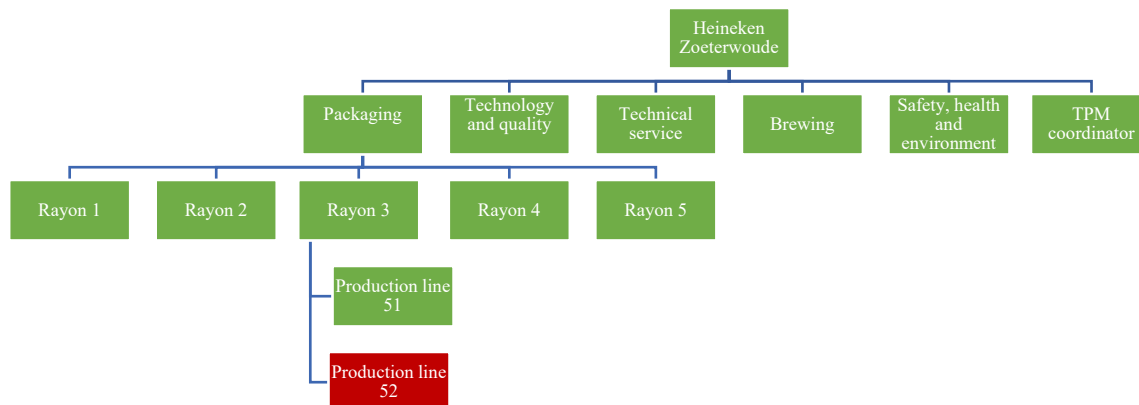 Heineken
Zoeterwoude
Packaging
Technology
and quality
Technical
service
Brewing
Safety, health
and
environment
TPM
coordinator
Rayon 1
Rayon 2
Rayon 3
Rayon 4
Rayon 5
Production line
51
Production line
52